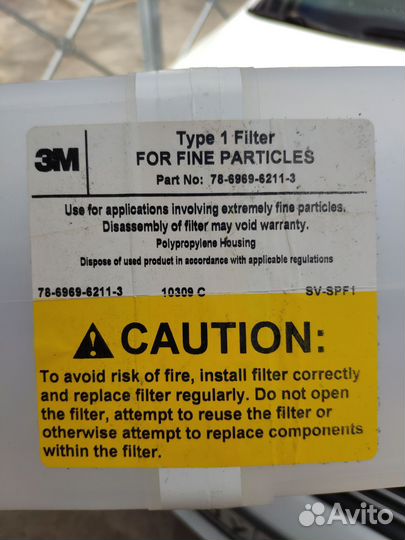 3M
Type 1 Filter
FOR FINE PARTICLES
Part No: 78-6969-6211-3
Use for applications involving extremely fine particles.
Disassembly of filter may void warranty.
Polypropylene Housing
Dispose of used product in accordance with applicable regulations
78-6969-6211-3 10309 C SV-SPF1
CAUTION:
To avoid risk of fire, install filter correctly
and replace filter regularly. Do not open
the filter, attempt to reuse the filter or
otherwise attempt to replace components
within the filter.
Avito